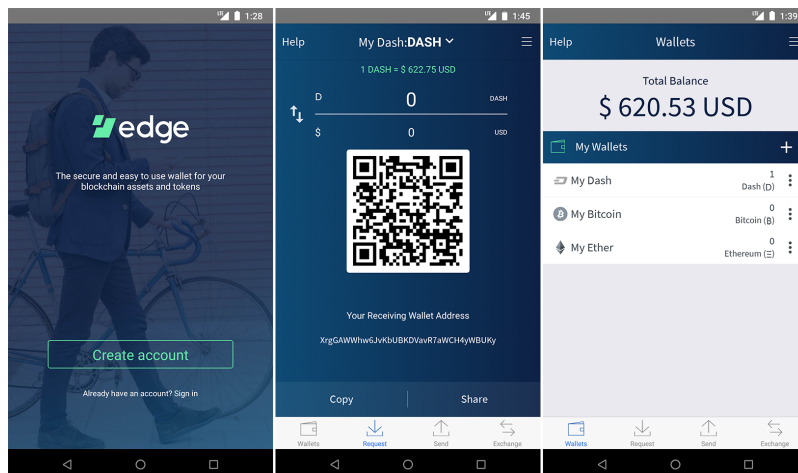 LTE 1:28
edge
The secure and easy to use wallet for your
blockchain assets and tokens
Create account
Already have an account? Sign in
LTE 1:45
Help My Dash:DASH
1 DASH = $ 622.75 USD
D 0 DASH
$ 0 USD
Your Receiving Wallet Address
XrgGAWWhw6JvKbUBKDVavR7aWCH4yWBUKy
Copy Share
Wallets Request Send Exchange
LTE 1:39
Help Wallets
Total Balance
$ 620.53 USD
My Wallets +
My Dash 1
Dash (D)
My Bitcoin 0
Bitcoin (Ƀ)
My Ether 0
Ethereum (Ξ)
Wallets Request Send Exchange